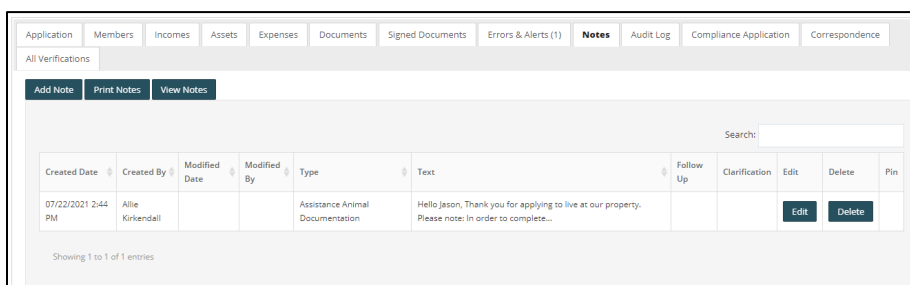 Application Members Incomes Assets Expenses Documents Signed Documents Errors & Alerts (1) Notes Audit Log Compliance Application Correspondence
All Verifications
Add Note Print Notes View Notes
Search:
Created Date Created By Modified Date Modified By Type Text Follow Up Clarification Edit Delete Pin
07/22/2021 2:44 PM Allie Kirkendall Assistance Animal Documentation Hello Jason, Thank you for applying to live at our property. Please note: In order to complete... Edit Delete
Showing 1 to 1 of 1 entries